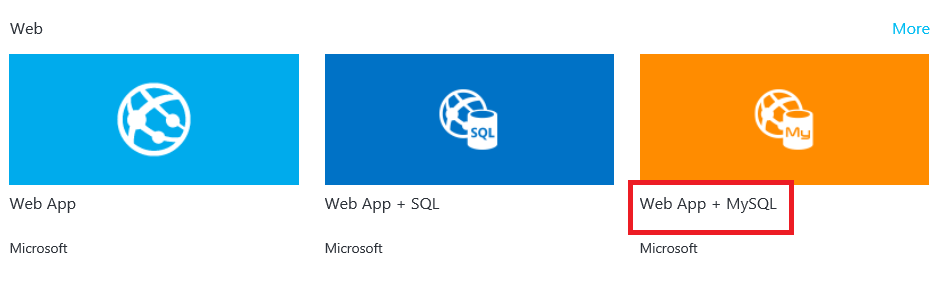 Web More
SQL My
Web App Web App + SQL Web App + MySQL
Microsoft Microsoft Microsoft